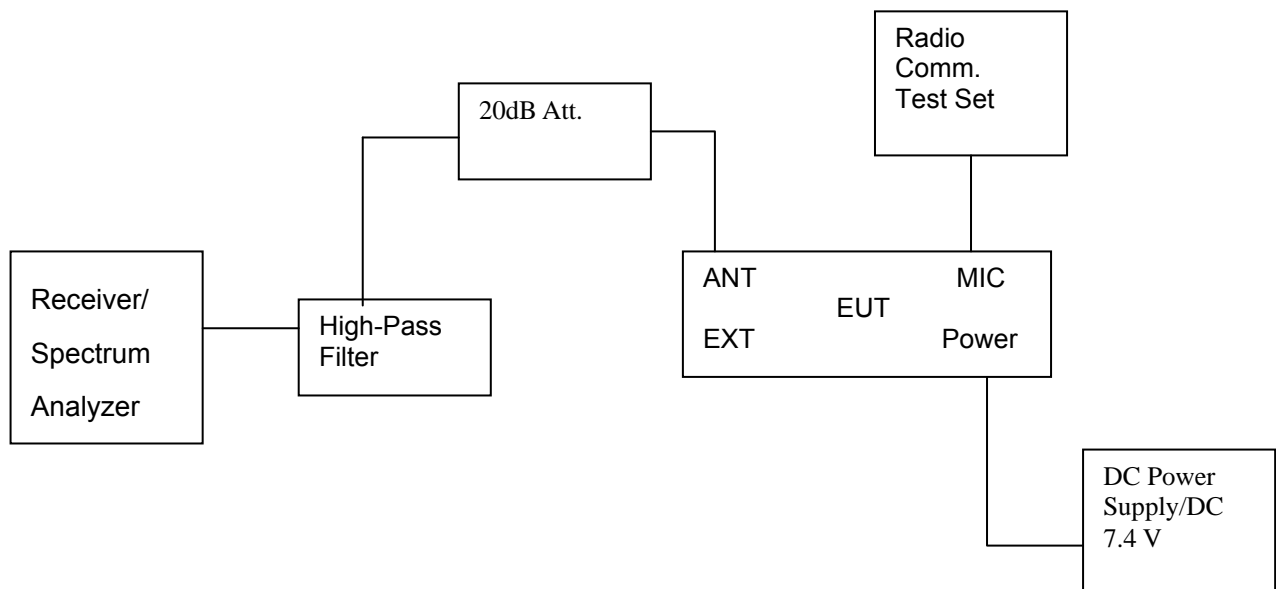 Radio
Comm.
Test Set
20dB Att.
Receiver/
Spectrum
Analyzer
High-Pass
Filter
ANT
MIC
EUT
EXT
Power
DC Power
Supply/DC
7.4 V